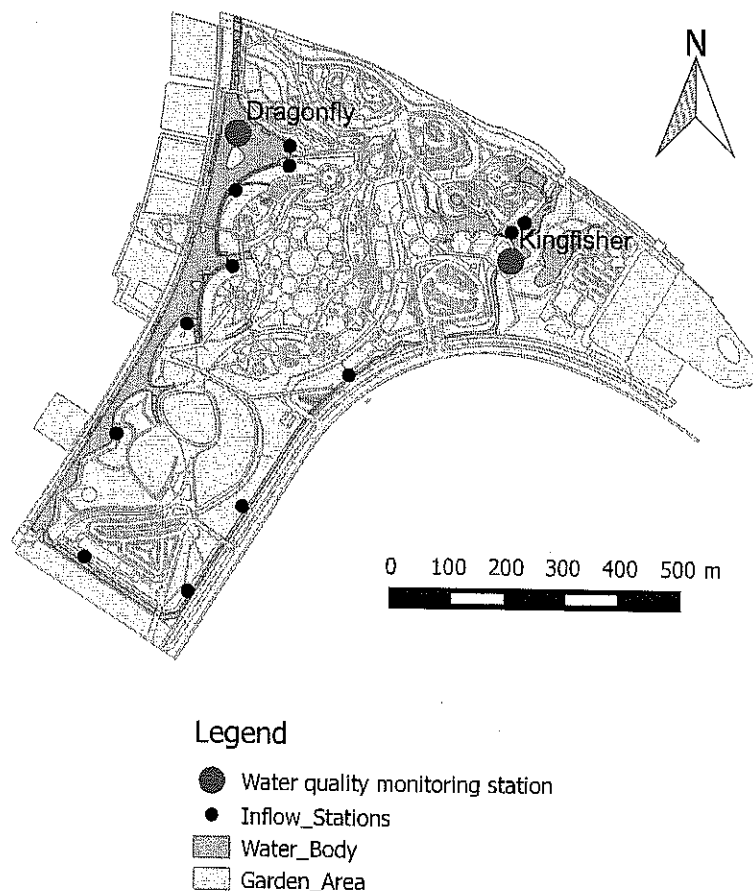 N
Dragonfly
Kingfisher
0 100 200 300 400 500 m
Legend
Water quality monitoring station
Inflow_Stations
Water_Body
Garden_Area